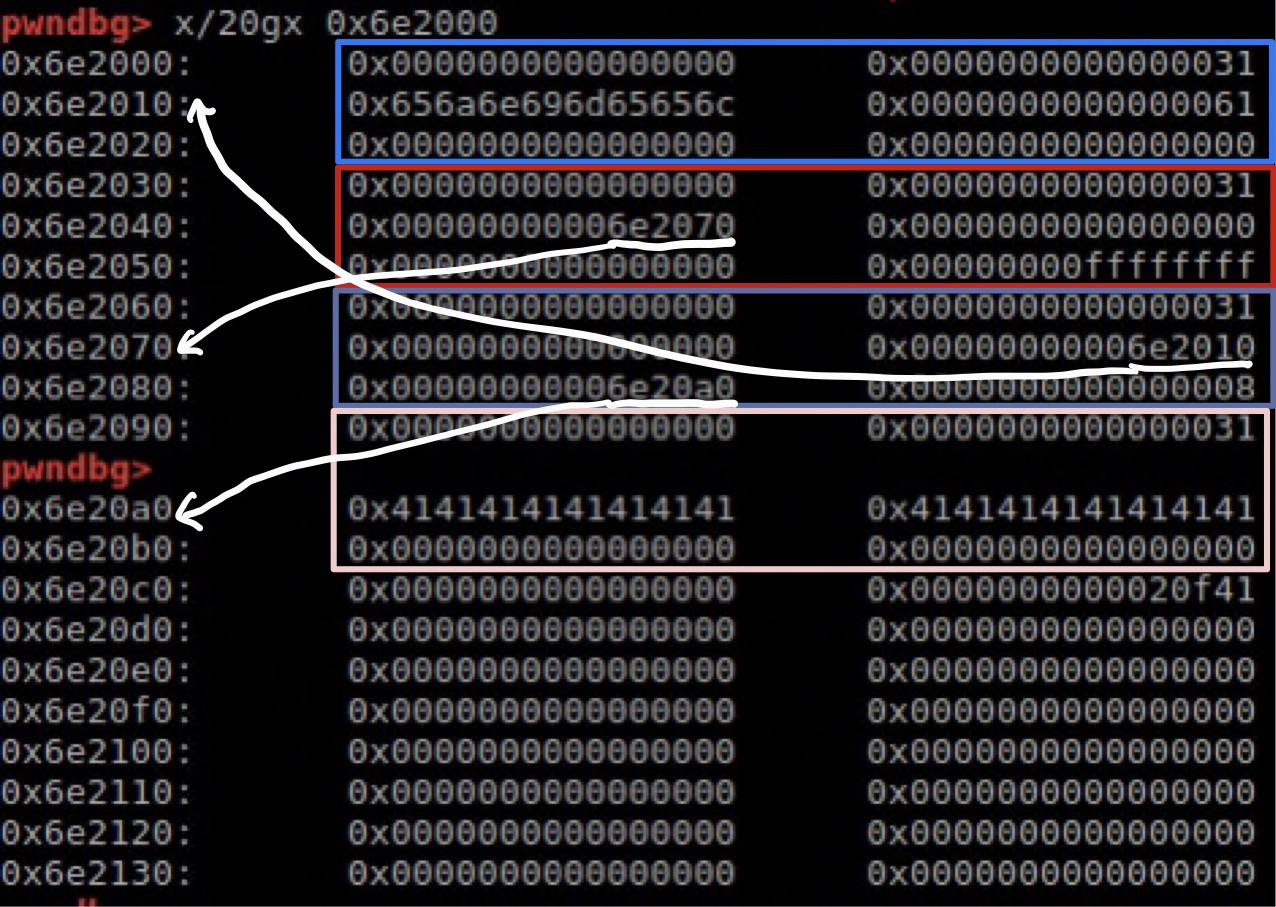 pwndbg> x/20gx 0x6e2000
0x6e2000: 0x0000000000000000 0x0000000000000031
0x6e2010: 0x656a6e696d65656c 0x0000000000000061
0x6e2020: 0x0000000000000000 0x0000000000000000
0x6e2030: 0x0000000000000000 0x0000000000000031
0x6e2040: 0x00000000006e2070 0x0000000000000000
0x6e2050: 0x0000000000000000 0x00000000ffffffff
0x6e2060: 0x0000000000000000 0x0000000000000031
0x6e2070: 0x0000000000000000 0x00000000006e2010
0x6e2080: 0x00000000006e20a0 0x0000000000000008
0x6e2090: 0x0000000000000000 0x0000000000000031
pwndbg>
0x6e20a0: 0x4141414141414141 0x4141414141414141
0x6e20b0: 0x0000000000000000 0x0000000000000000
0x6e20c0: 0x0000000000000000 0x0000000000020f41
0x6e20d0: 0x0000000000000000 0x0000000000000000
0x6e20e0: 0x0000000000000000 0x0000000000000000
0x6e20f0: 0x0000000000000000 0x0000000000000000
0x6e2100: 0x0000000000000000 0x0000000000000000
0x6e2110: 0x0000000000000000 0x0000000000000000
0x6e2120: 0x0000000000000000 0x0000000000000000
0x6e2130: 0x0000000000000000 0x0000000000000000